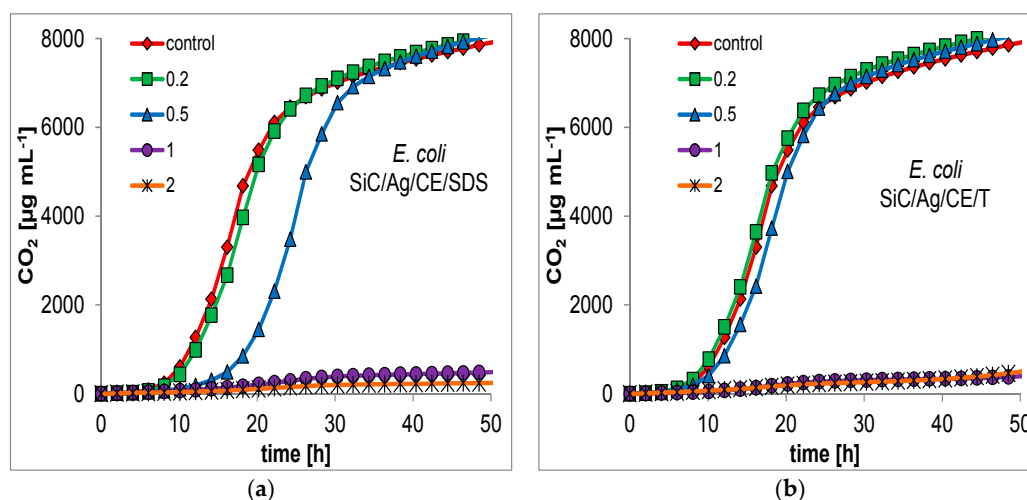 8000
6000
4000
2000
0
CO₂ [µg mL⁻¹]
control
0.2
0.5
1
2
E. coli
SiC/Ag/CE/SDS
0 10 20 30 40 50
time [h]
(a)
8000
6000
4000
2000
0
CO₂ [µg mL⁻¹]
control
0.2
0.5
1
2
E. coli
SiC/Ag/CE/T
0 10 20 30 40 50
time [h]
(b)